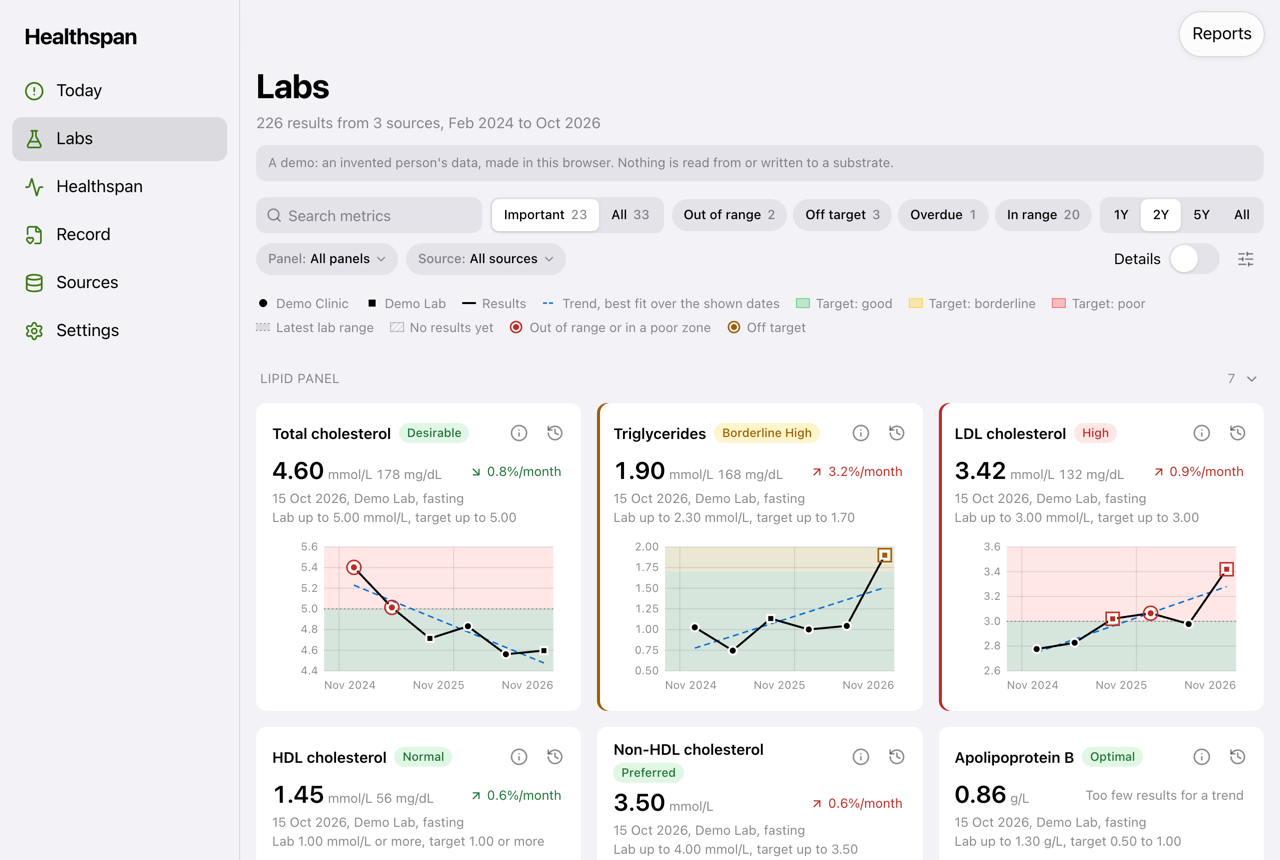 Healthspan
Today
Labs
Healthspan
Record
Sources
Settings
Reports
Labs
226 results from 3 sources, Feb 2024 to Oct 2026
A demo: an invented person's data, made in this browser. Nothing is read from or written to a substrate.
Search metrics
Important 23
All 33
Out of range 2
Off target 3
Overdue 1
In range 20
1Y
2Y
5Y
All
Panel: All panels
Source: All sources
Details
Demo Clinic
Demo Lab
Results
Trend, best fit over the shown dates
Target: good
Target: borderline
Target: poor
Latest lab range
No results yet
Out of range or in a poor zone
Off target
LIPID PANEL
7
Total cholesterol
Desirable
4.60 mmol/L 178 mg/dL
0.8%/month
15 Oct 2026, Demo Lab, fasting
Lab up to 5.00 mmol/L, target up to 5.00
5.6
5.4
5.2
5.0
4.8
4.6
4.4
Nov 2024
Nov 2025
Nov 2026
Triglycerides
Borderline High
1.90 mmol/L 168 mg/dL
3.2%/month
15 Oct 2026, Demo Lab, fasting
Lab up to 2.30 mmol/L, target up to 1.70
2.00
1.75
1.50
1.25
1.00
0.75
0.50
Nov 2024
Nov 2025
Nov 2026
LDL cholesterol
High
3.42 mmol/L 132 mg/dL
0.9%/month
15 Oct 2026, Demo Lab, fasting
Lab up to 3.00 mmol/L, target up to 3.00
3.6
3.4
3.2
3.0
2.8
2.6
Nov 2024
Nov 2025
Nov 2026
HDL cholesterol
Normal
1.45 mmol/L 56 mg/dL
0.6%/month
15 Oct 2026, Demo Lab, fasting
Lab 1.00 mmol/L or more, target 1.00 or more
Non-HDL cholesterol
Preferred
3.50 mmol/L
0.6%/month
15 Oct 2026, Demo Lab, fasting
Lab up to 4.00 mmol/L, target up to 3.50
Apolipoprotein B
Optimal
0.86 g/L
Too few results for a trend
15 Oct 2026, Demo Lab, fasting
Lab up to 1.30 g/L, target 0.50 to 1.00